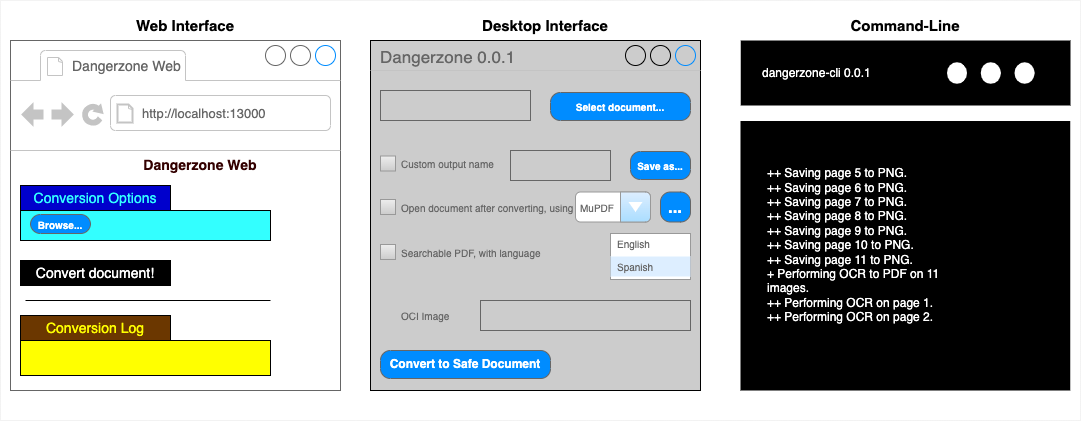 Web Interface
Dangerzone Web
http://localhost:13000
Dangerzone Web
Conversion Options
Browse...
Convert document!
Conversion Log
Desktop Interface
Dangerzone 0.0.1
Select document...
Custom output name
Save as...
Open document after converting, using
MuPDF
...
Searchable PDF, with language
English
Spanish
OCI Image
Convert to Safe Document
Command-Line
dangerzone-cli 0.0.1
++ Saving page 5 to PNG.
++ Saving page 6 to PNG.
++ Saving page 7 to PNG.
++ Saving page 8 to PNG.
++ Saving page 9 to PNG.
++ Saving page 10 to PNG.
++ Saving page 11 to PNG.
+ Performing OCR to PDF on 11
images.
++ Performing OCR on page 1.
++ Performing OCR on page 2.